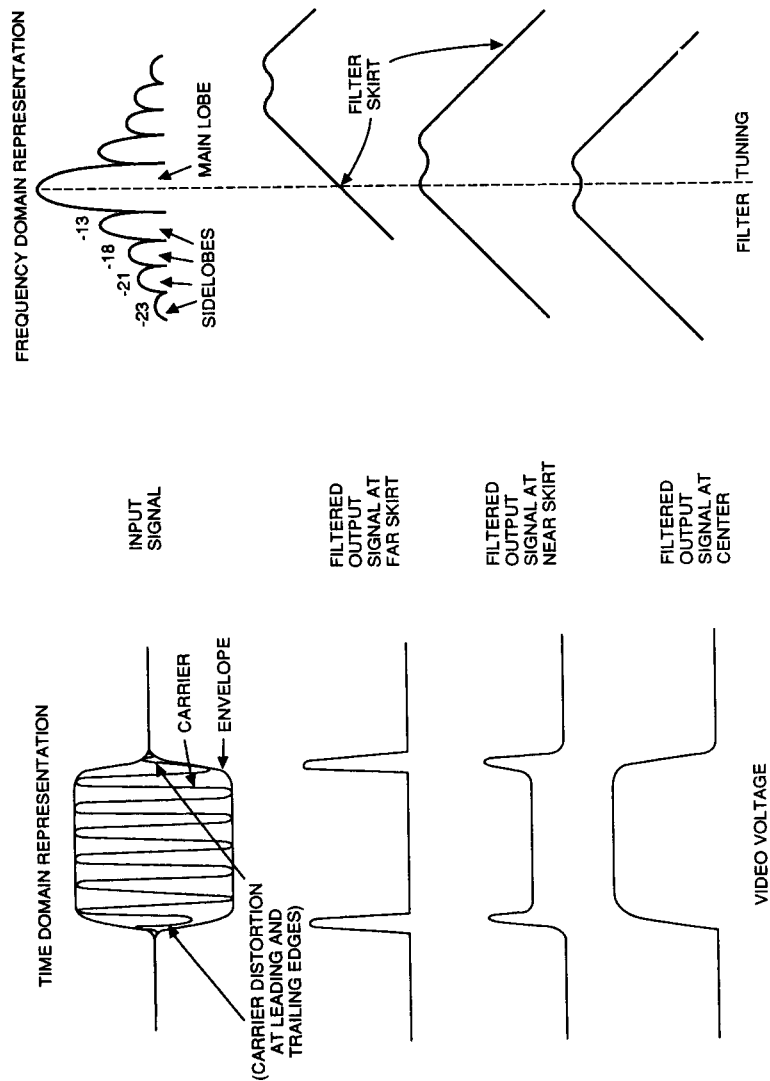 TIME DOMAIN REPRESENTATION
FREQUENCY DOMAIN REPRESENTATION
CARRIER
ENVELOPE
(CARRIER DISTORTION
AT LEADING AND
TRAILING EDGES)
INPUT
SIGNAL
-23
-21
-18
-13
SIDELOBES
MAIN LOBE
FILTERED
OUTPUT
SIGNAL AT
FAR SKIRT
FILTER
SKIRT
FILTERED
OUTPUT
SIGNAL AT
NEAR SKIRT
FILTERED
OUTPUT
SIGNAL AT
CENTER
VIDEO VOLTAGE
FILTER TUNING